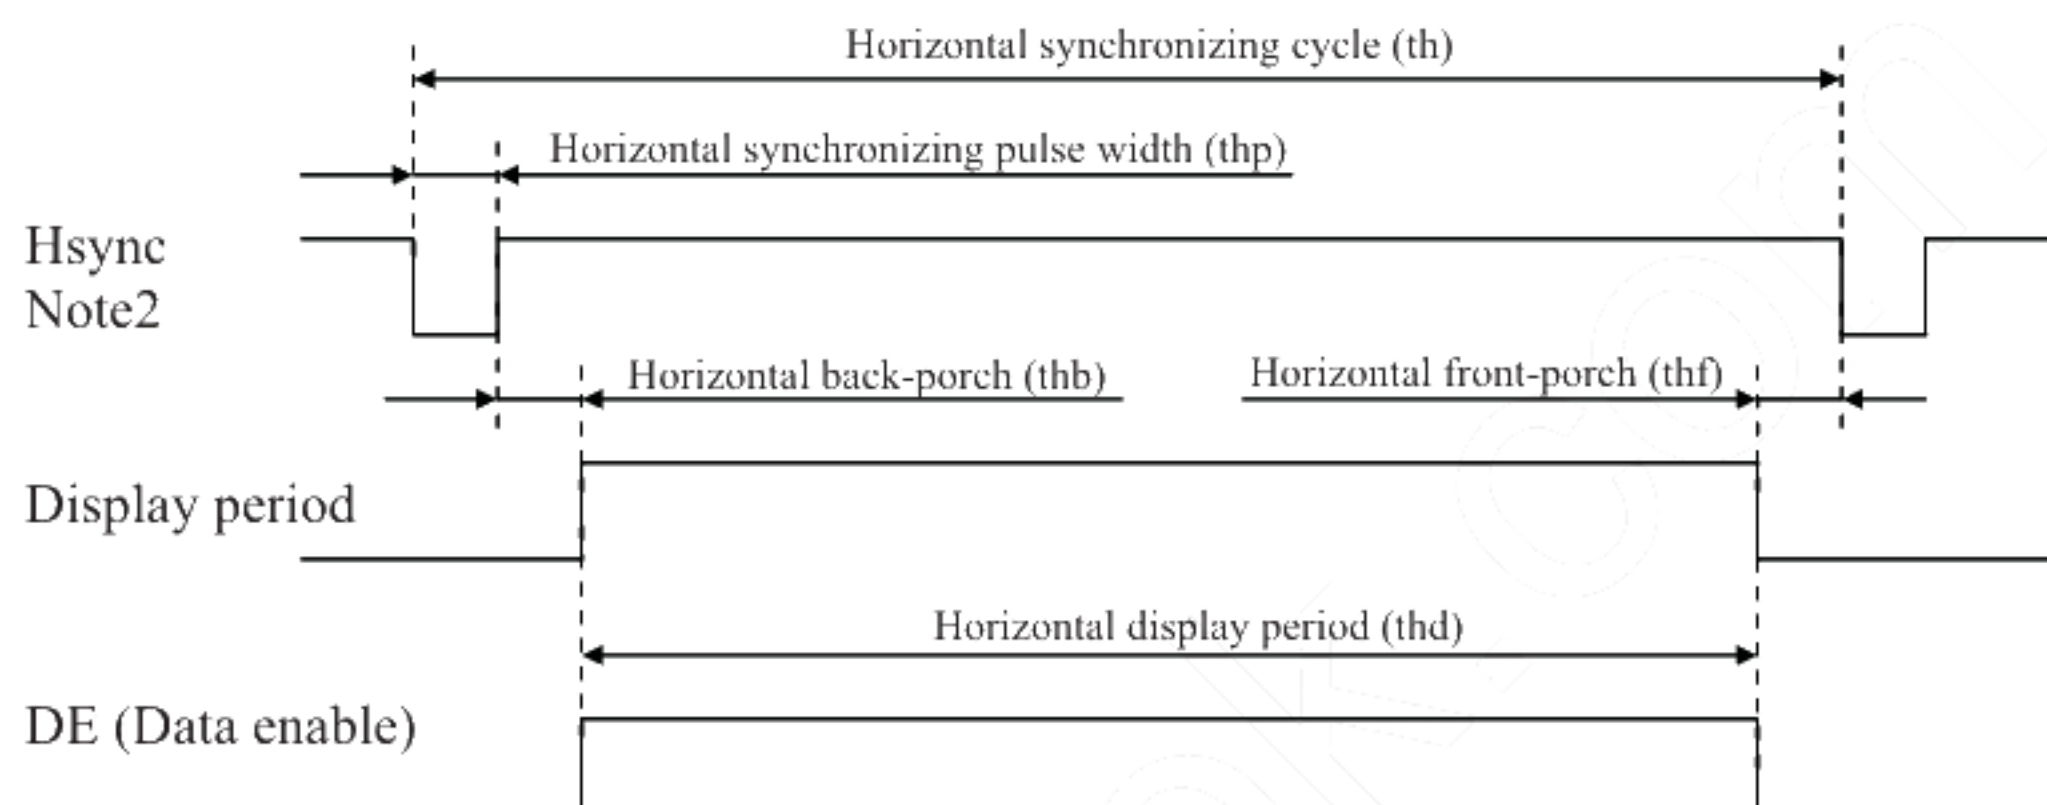 Horizontal synchronizing cycle (th)
Horizontal synchronizing pulse width (thp)
Hsync
Note2
Horizontal back-porch (thb)
Horizontal front-porch (thf)
Display period
Horizontal display period (thd)
DE (Data enable)